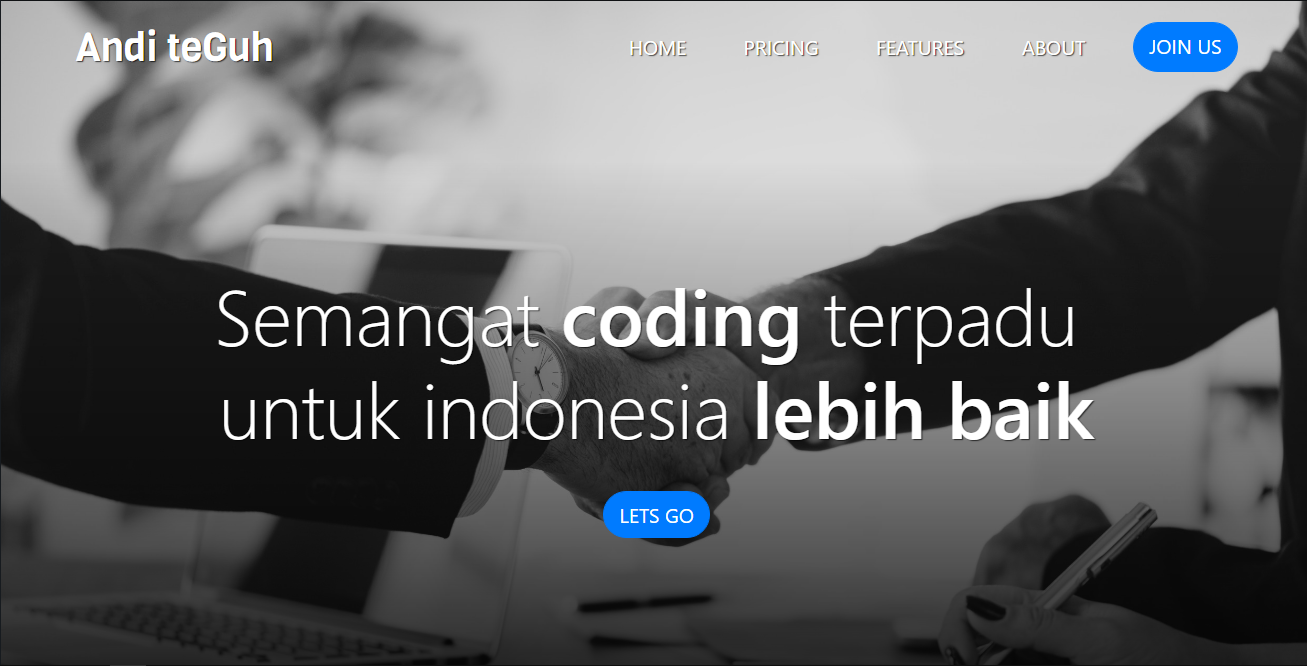 Andi teGuh
HOME PRICING FEATURES ABOUT JOIN US
Semangat coding terpadu
untuk indonesia lebih baik
LETS GO